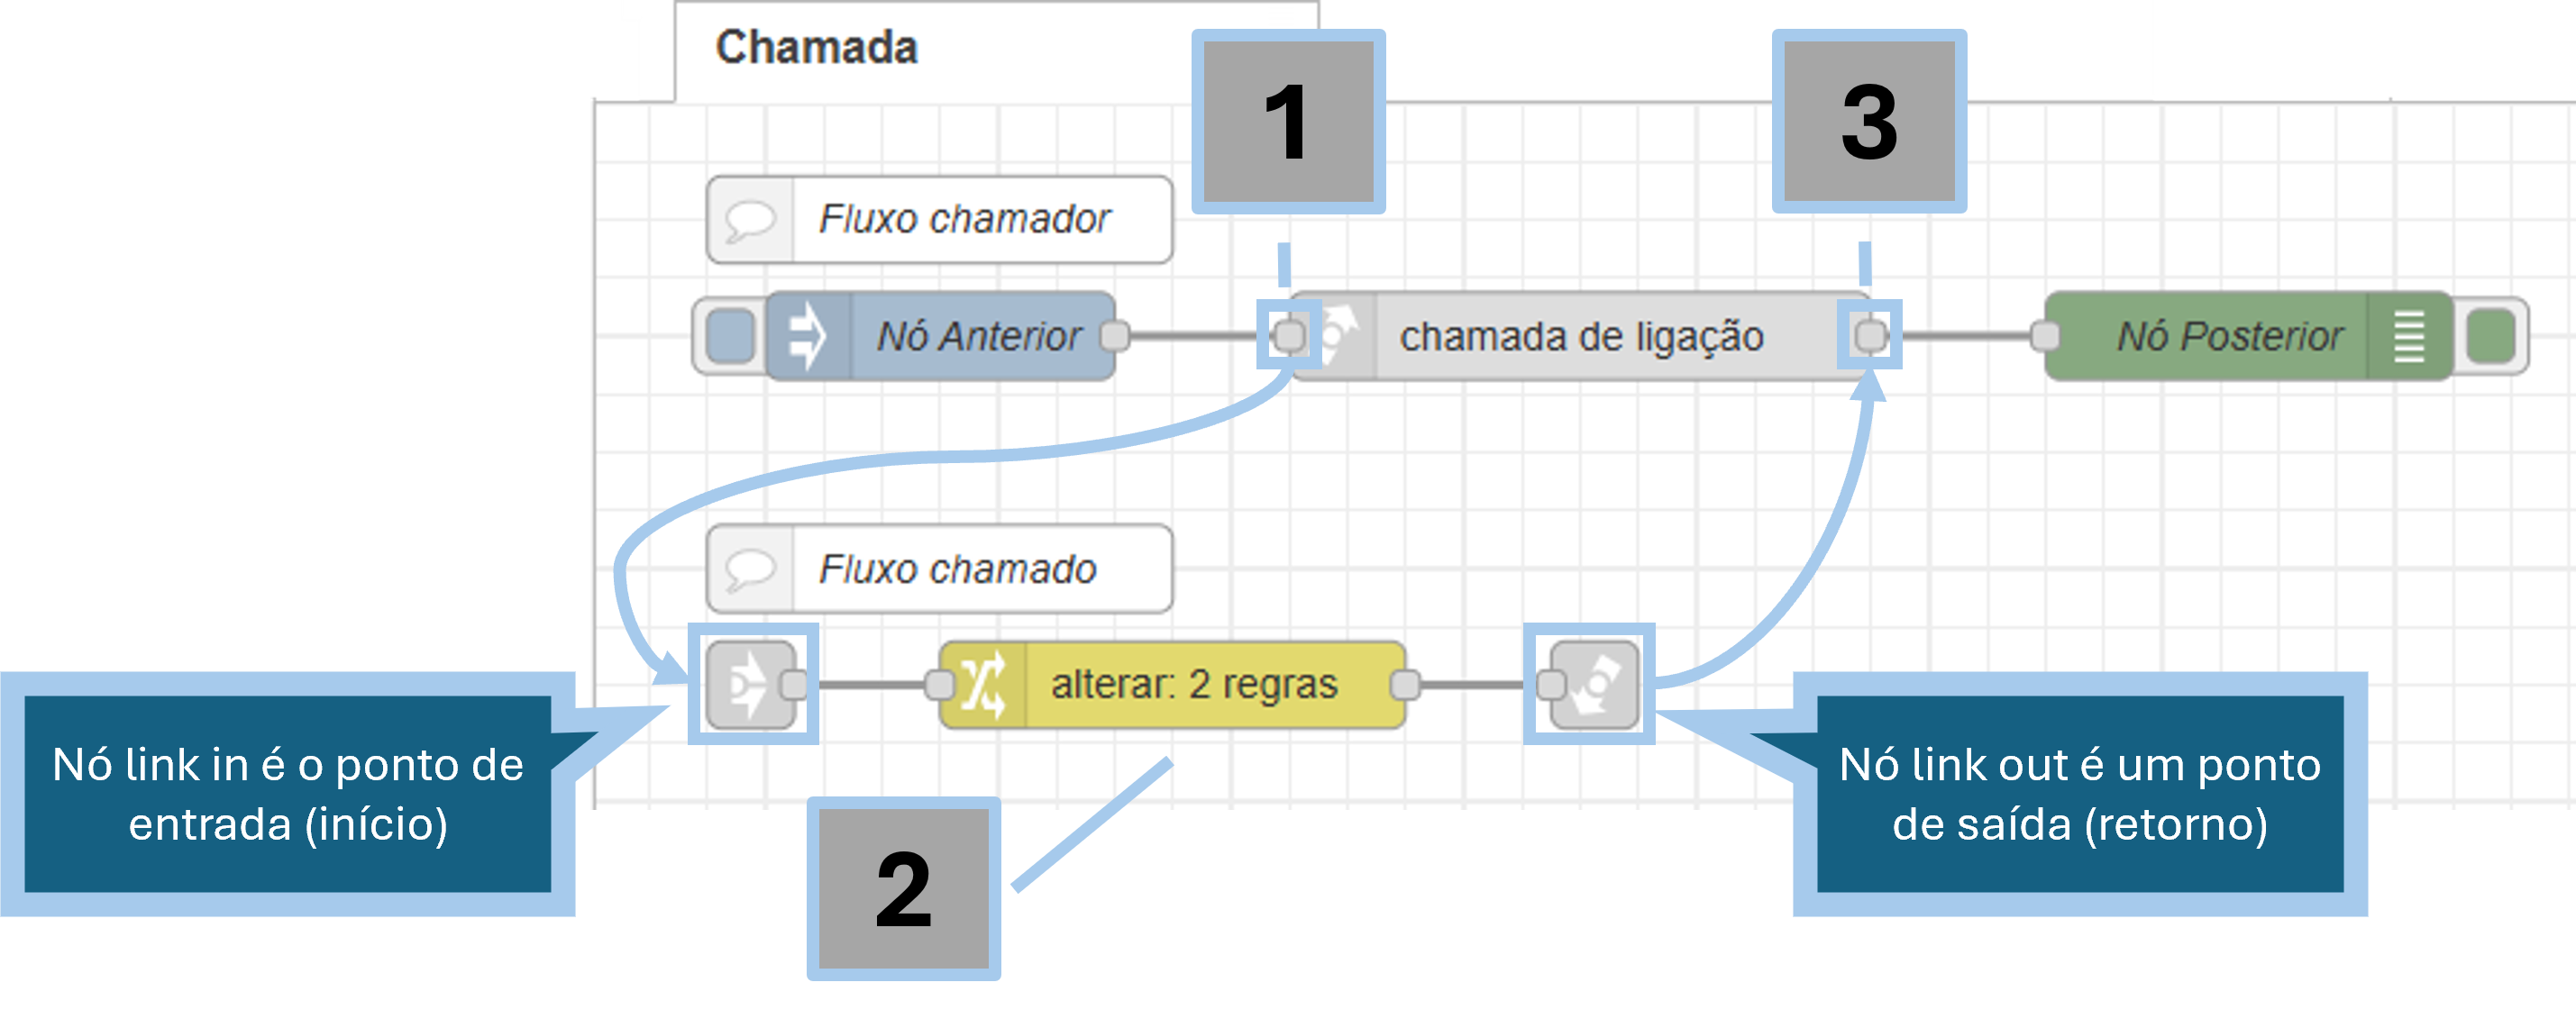 Chamada
1
3
Fluxo chamador
Nó Anterior
chamada de ligação
Nó Posterior
Fluxo chamado
alterar: 2 regras
Nó link in é o ponto de
entrada (início)
Nó link out é um ponto
de saída (retorno)
2